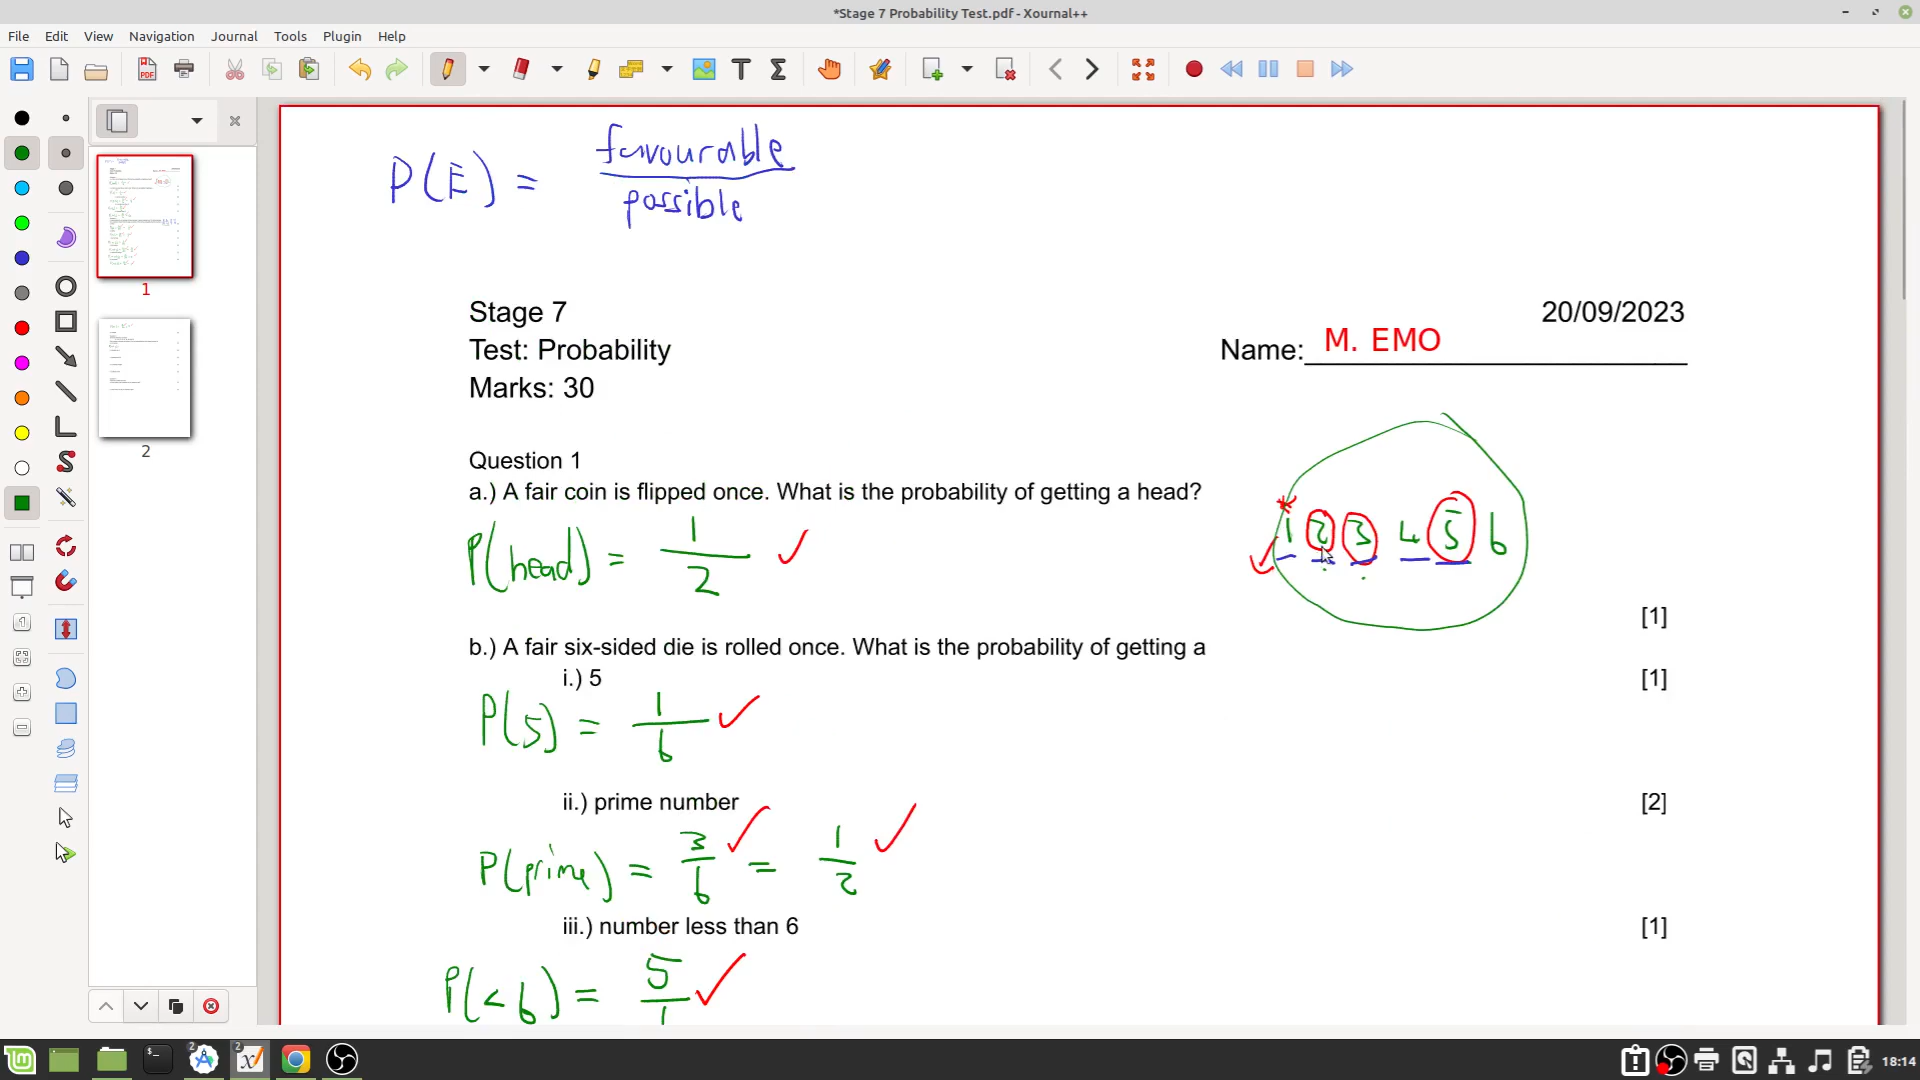 *Stage 7 Probability Test.pdf - Xournal++
File Edit View Navigation Journal Tools Plugin Help
P(E) = favourable / possible
Stage 7
20/09/2023
Test: Probability
Name: M. EMO
Marks: 30
Question 1
a.) A fair coin is flipped once. What is the probability of getting a head?
P(head) = 1/2
1 2 3 4 5 6
[1]
b.) A fair six-sided die is rolled once. What is the probability of getting a
i.) 5 [1]
P(5) = 1/6
ii.) prime number [2]
P(prime) = 3/6 = 1/2
iii.) number less than 6 [1]
P(<6) = 5
1
2
18:14